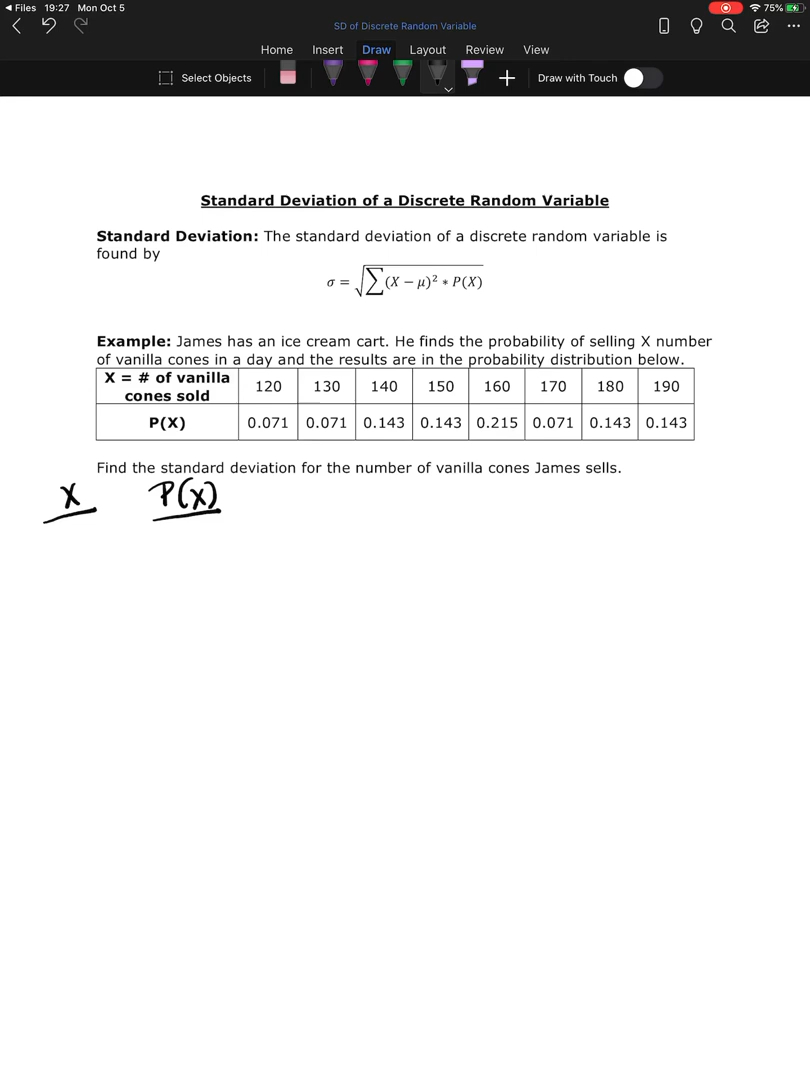 Files 19:27 Mon Oct 5 75%
SD of Discrete Random Variable
Home Insert Draw Layout Review View
Select Objects Draw with Touch
Standard Deviation of a Discrete Random Variable
Standard Deviation: The standard deviation of a discrete random variable is
found by
σ = √∑(X − μ)² ∗ P(X)
Example: James has an ice cream cart. He finds the probability of selling X number
of vanilla cones in a day and the results are in the probability distribution below.
X = # of vanilla
cones sold 120 130 140 150 160 170 180 190
P(X) 0.071 0.071 0.143 0.143 0.215 0.071 0.143 0.143
Find the standard deviation for the number of vanilla cones James sells.
X P(X)